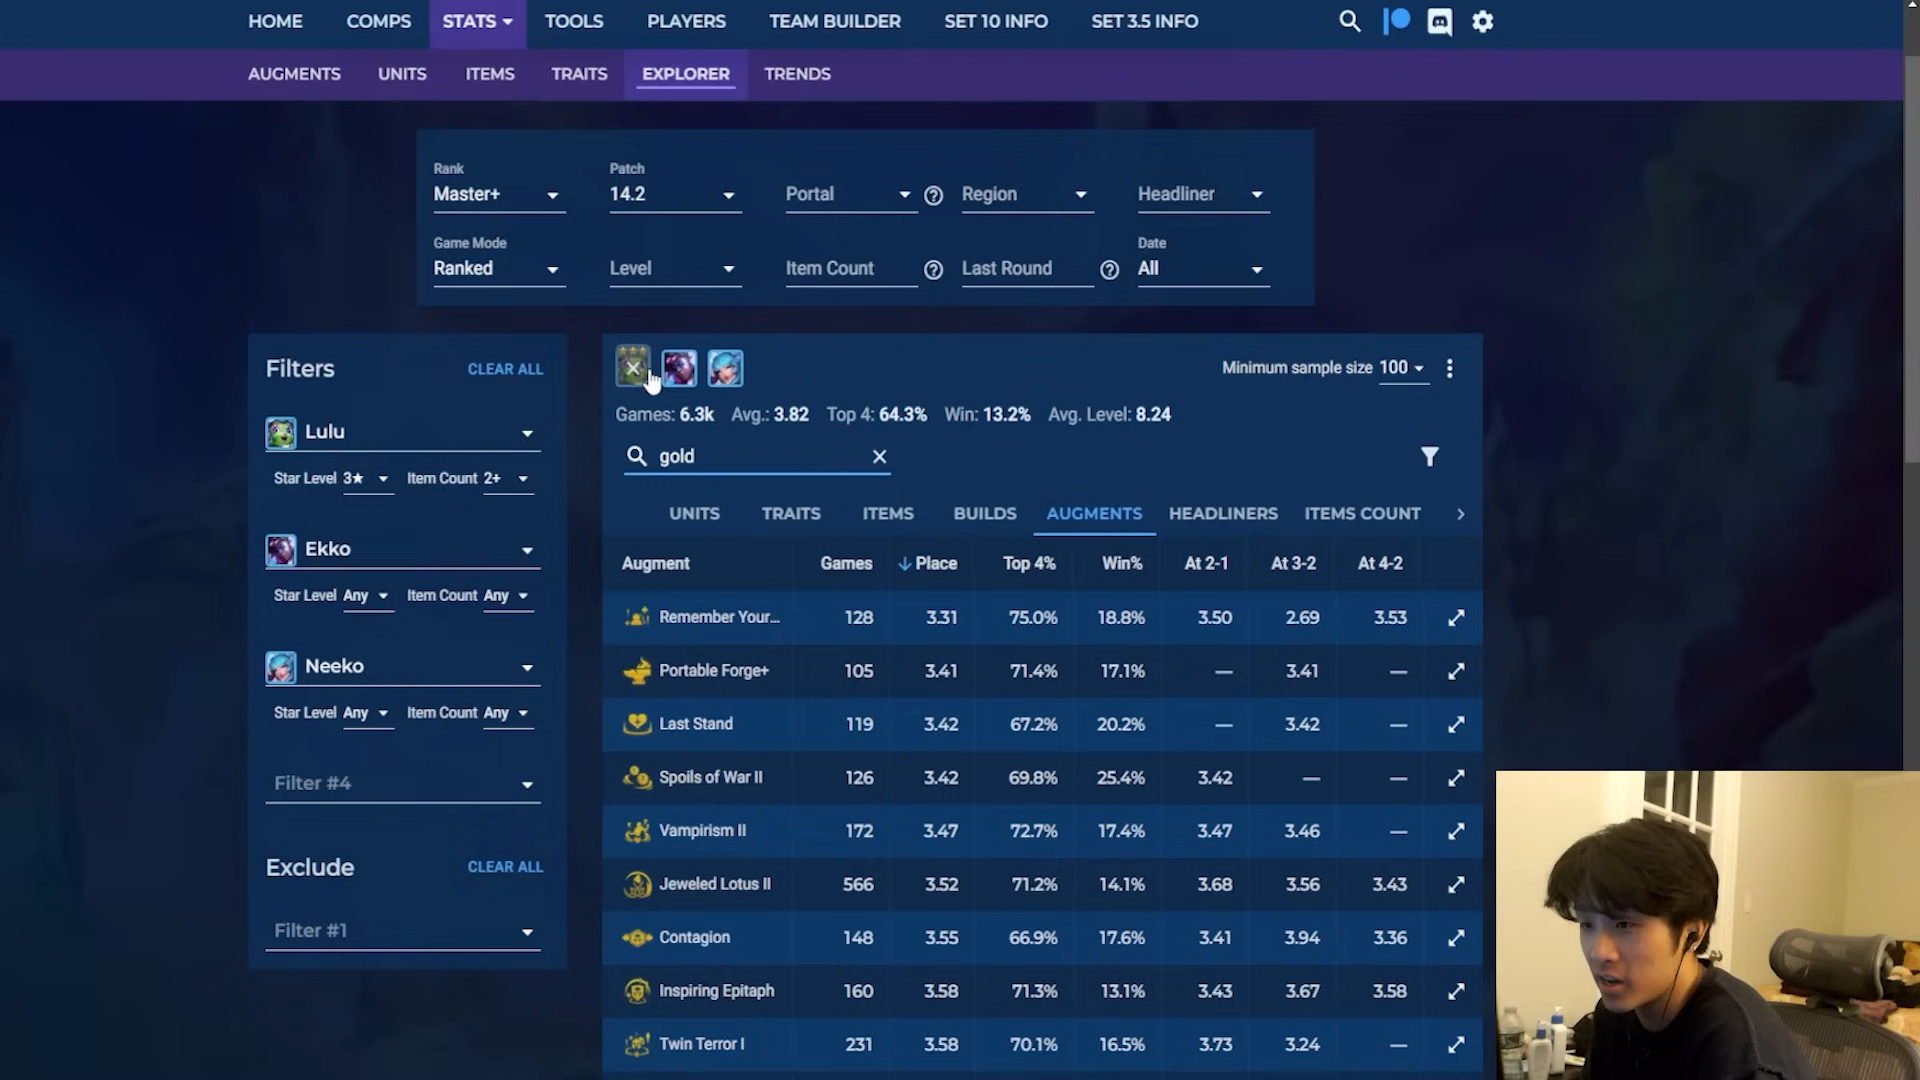 HOME COMPS STATS TOOLS PLAYERS TEAM BUILDER SET 10 INFO SET 3.5 INFO
AUGMENTS UNITS ITEMS TRAITS EXPLORER TRENDS
Rank Patch
Master+ 14.2 Portal Region Headliner
Game Mode Date
Ranked Level Item Count Last Round All
Filters CLEAR ALL
Lulu
Star Level 3★ Item Count 2+
Ekko
Star Level Any Item Count Any
Neeko
Star Level Any Item Count Any
Filter #4
Exclude CLEAR ALL
Filter #1
Minimum sample size 100
Games: 6.3k Avg.: 3.82 Top 4: 64.3% Win: 13.2% Avg. Level: 8.24
gold
UNITS TRAITS ITEMS BUILDS AUGMENTS HEADLINERS ITEMS COUNT
Augment Games Place Top 4% Win% At 2-1 At 3-2 At 4-2
Remember Your... 128 3.31 75.0% 18.8% 3.50 2.69 3.53
Portable Forge+ 105 3.41 71.4% 17.1% — 3.41 —
Last Stand 119 3.42 67.2% 20.2% — 3.42 —
Spoils of War II 126 3.42 69.8% 25.4% 3.42 — —
Vampirism II 172 3.47 72.7% 17.4% 3.47 3.46 —
Jeweled Lotus II 566 3.52 71.2% 14.1% 3.68 3.56 3.43
Contagion 148 3.55 66.9% 17.6% 3.41 3.94 3.36
Inspiring Epitaph 160 3.58 71.3% 13.1% 3.43 3.67 3.58
Twin Terror I 231 3.58 70.1% 16.5% 3.73 3.24 —